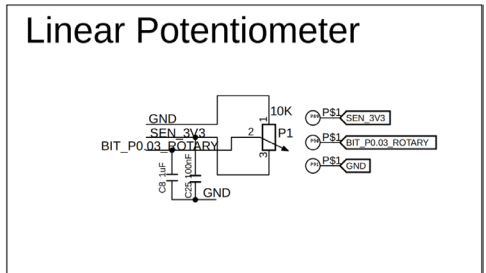 Linear Potentiometer
10K
GND
SEN_3V3
BIT_P0.03_ROTARY
1
2
3
P1
C8 1uF
C25 100nF
GND
P$1
SEN_3V3
P$1
BIT_P0.03_ROTARY
P$1
GND